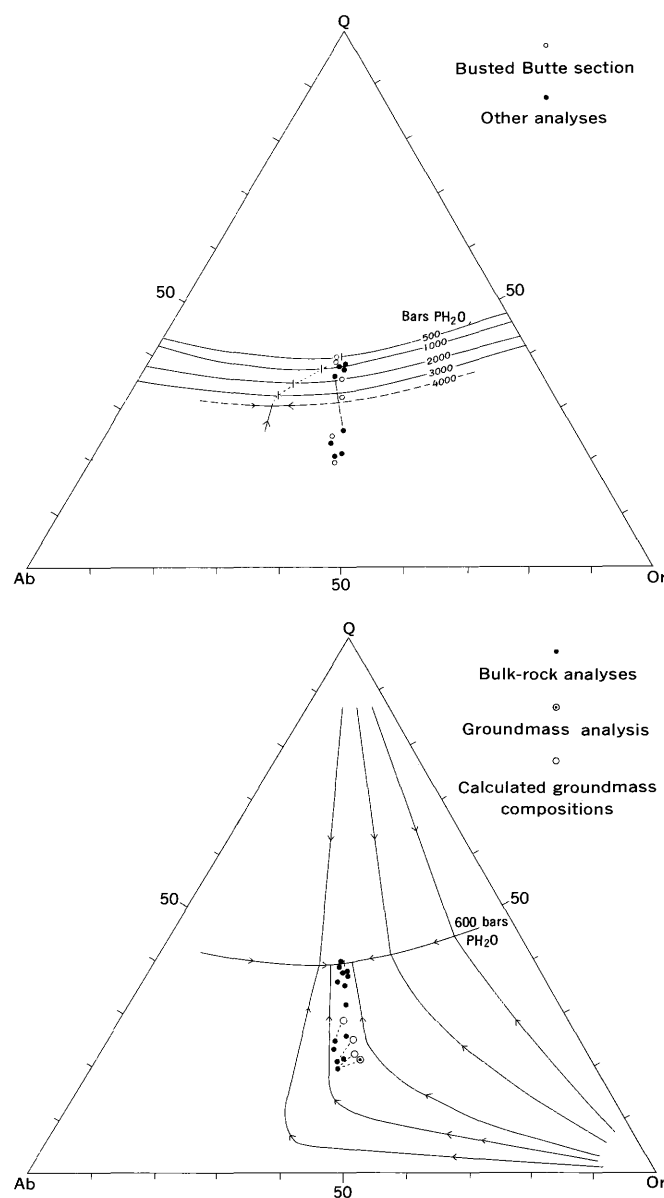 Q
Busted Butte section
Other analyses
50
50
Bars PH2O
500
1000
2000
3000
4000
Ab
50
Or
Q
Bulk-rock analyses
Groundmass analysis
Calculated groundmass
compositions
50
50
600 bars
PH2O
Ab
50
Or